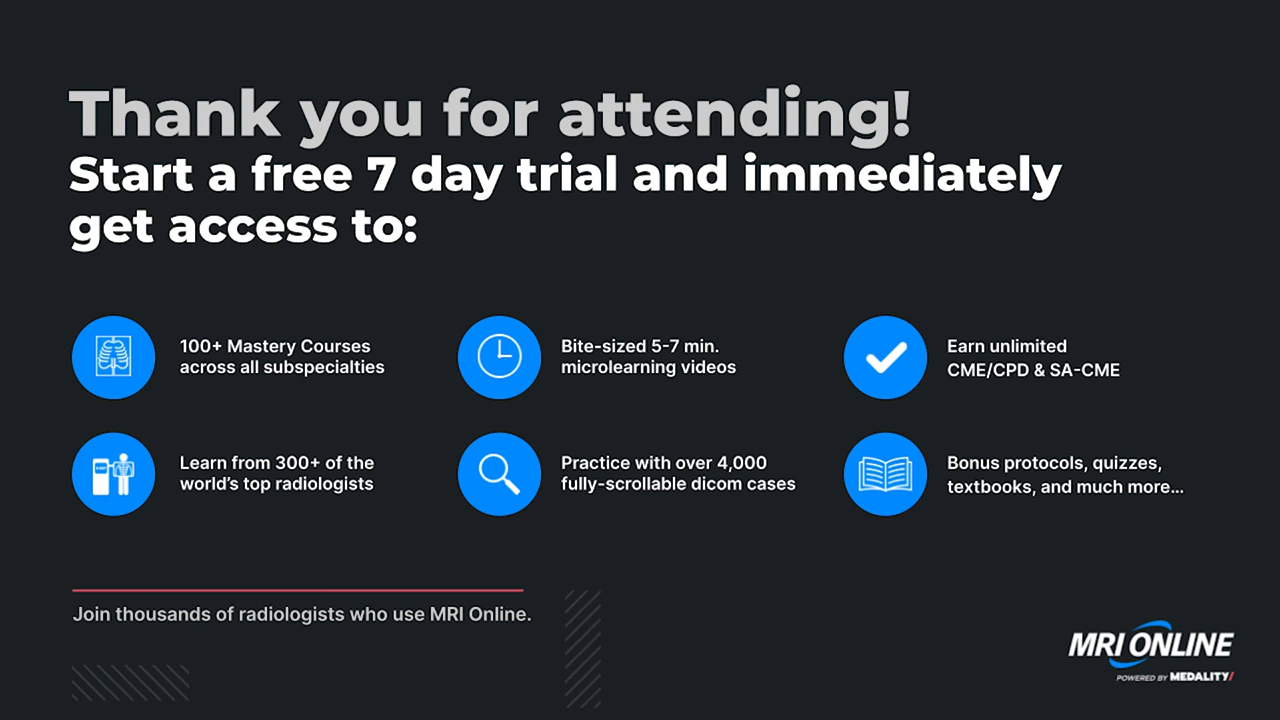 Thank you for attending!
Start a free 7 day trial and immediately
get access to:
100+ Mastery Courses
across all subspecialties
Bite-sized 5-7 min.
microlearning videos
Earn unlimited
CME/CPD & SA-CME
Learn from 300+ of the
world’s top radiologists
Practice with over 4,000
fully-scrollable dicom cases
Bonus protocols, quizzes,
textbooks, and much more...
Join thousands of radiologists who use MRI Online.
MRI ONLINE
POWERED BY MEDALITY/